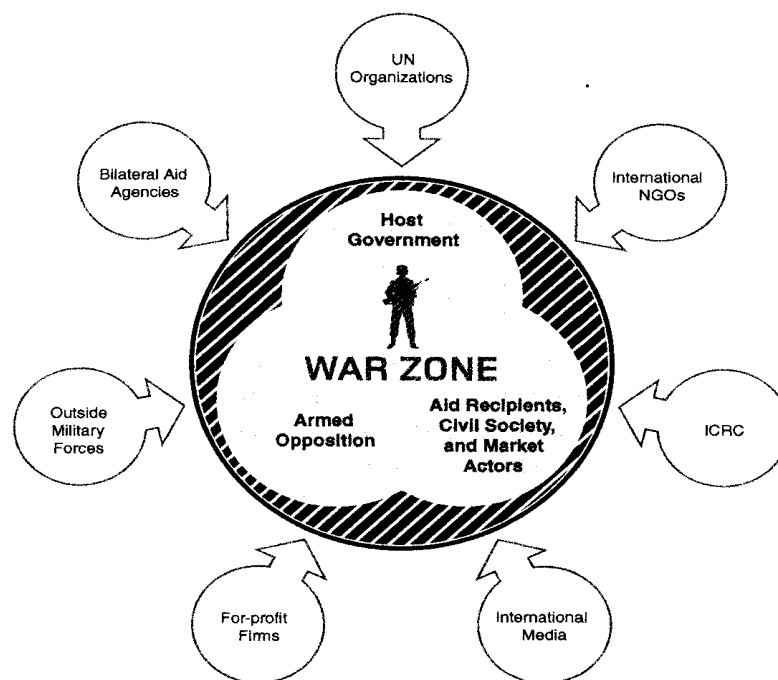 UN
Organizations
Bilateral Aid
Agencies
International
NGOs
Host
Government
WAR ZONE
Armed
Opposition
Aid Recipients,
Civil Society,
and Market
Actors
Outside
Military
Forces
ICRC
For-profit
Firms
International
Media